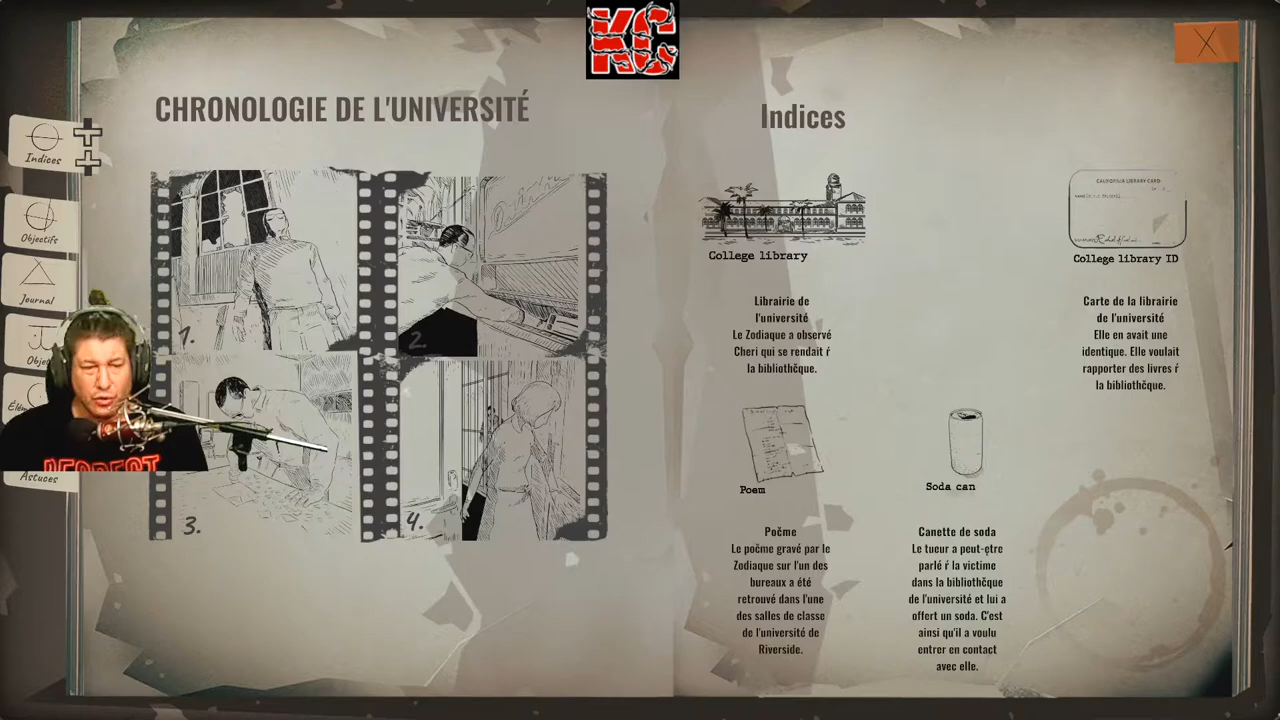 KC
CHRONOLOGIE DE L'UNIVERSITÉ
Indices
Indices
Objectifs
Journal
Astuces
1.
2.
3.
4.
CALIFORNIA LIBRARY CARD
College library
College library ID
Librairie de
l'université
Le Zodiaque a observé
Cheri qui se rendait ŕ
la bibliothčque.
Carte de la librairie
de l'université
Elle en avait une
identique. Elle voulait
rapporter des livres ŕ
la bibliothčque.
Poem
Soda can
Počme
Le počme gravé par le
Zodiaque sur l'un des
bureaux a été
retrouvé dans l'une
des salles de classe
de l'université de
Riverside.
Canette de soda
Le tueur a peut-ętre
parlé ŕ la victime
dans la bibliothčque
de l'université et lui a
offert un soda. C'est
ainsi qu'il a voulu
entrer en contact
avec elle.